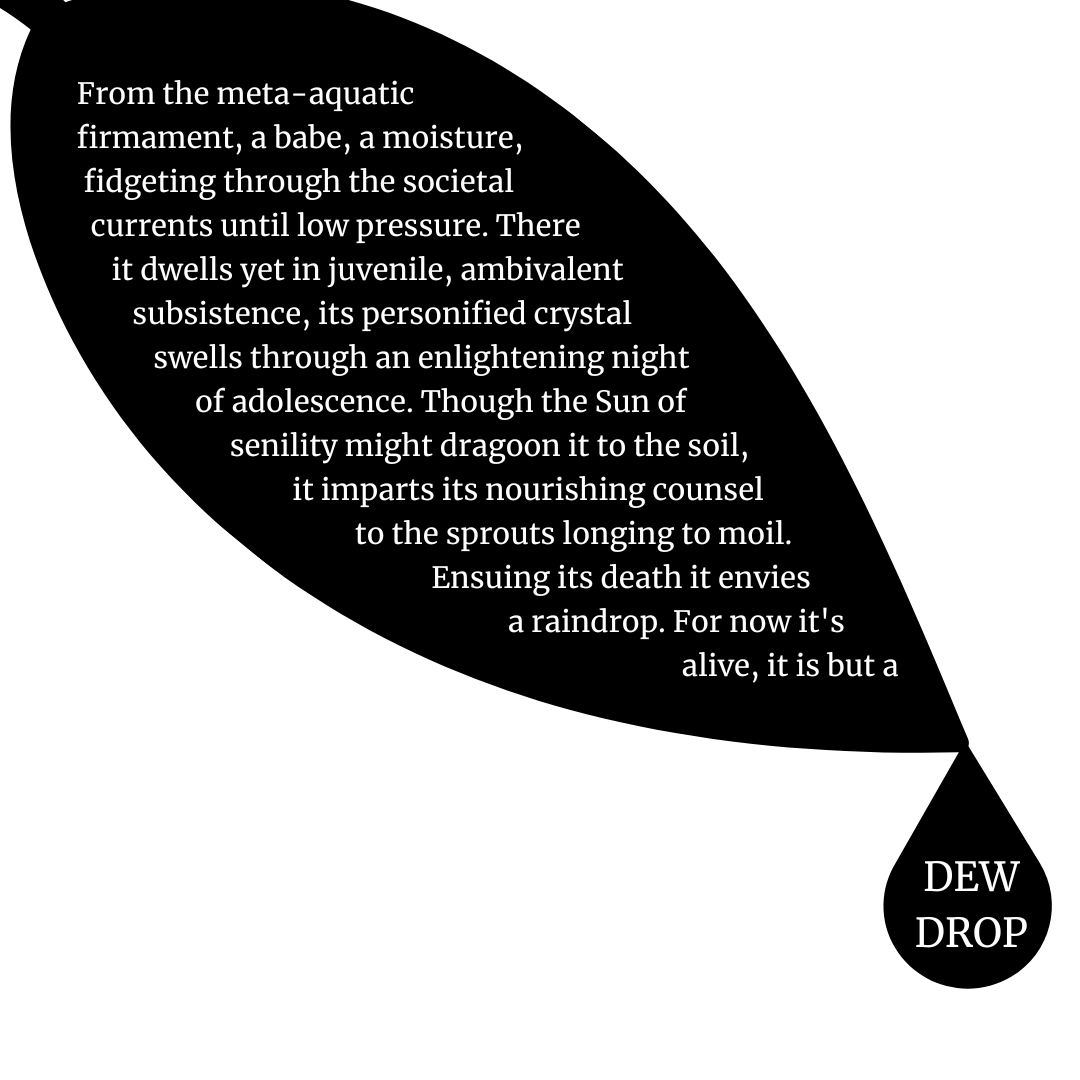 From the meta-aquatic
firmament, a babe, a moisture,
fidgeting through the societal
currents until low pressure. There
it dwells yet in juvenile, ambivalent
subsistence, its personified crystal
swells through an enlightening night
of adolescence. Though the Sun of
senility might dragoon it to the soil,
it imparts its nourishing counsel
to the sprouts longing to moil.
Ensuing its death it envies
a raindrop. For now it's
alive, it is but a
DEW
DROP